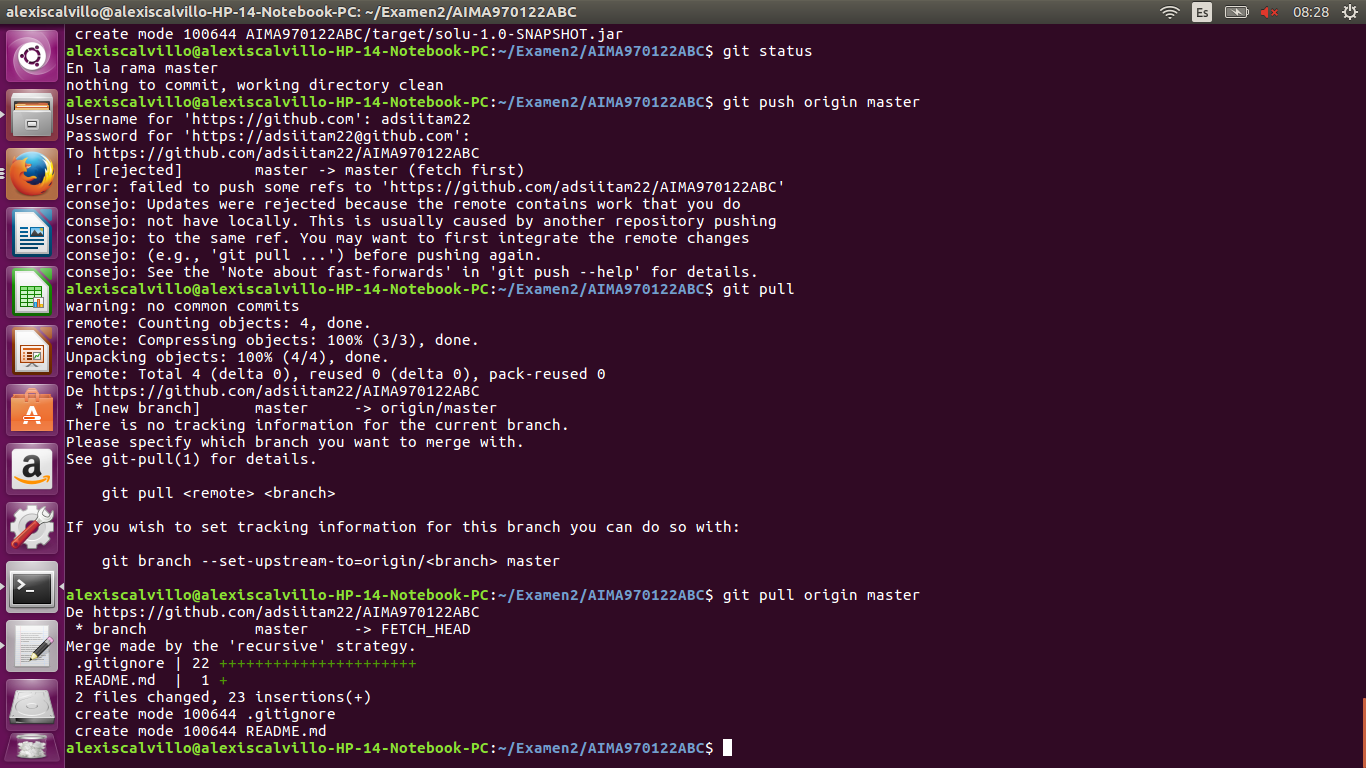 alexiscalvillo@alexiscalvillo-HP-14-Notebook-PC: ~/Examen2/AIMA970122ABC
Es
08:28
 create mode 100644 AIMA970122ABC/target/solu-1.0-SNAPSHOT.jar
alexiscalvillo@alexiscalvillo-HP-14-Notebook-PC:~/Examen2/AIMA970122ABC$ git status
En la rama master
nothing to commit, working directory clean
alexiscalvillo@alexiscalvillo-HP-14-Notebook-PC:~/Examen2/AIMA970122ABC$ git push origin master
Username for 'https://github.com': adsiitam22
Password for 'https://adsiitam22@github.com':
To https://github.com/adsiitam22/AIMA970122ABC
 ! [rejected]        master -> master (fetch first)
error: failed to push some refs to 'https://github.com/adsiitam22/AIMA970122ABC'
consejo: Updates were rejected because the remote contains work that you do
consejo: not have locally. This is usually caused by another repository pushing
consejo: to the same ref. You may want to first integrate the remote changes
consejo: (e.g., 'git pull ...') before pushing again.
consejo: See the 'Note about fast-forwards' in 'git push --help' for details.
alexiscalvillo@alexiscalvillo-HP-14-Notebook-PC:~/Examen2/AIMA970122ABC$ git pull
warning: no common commits
remote: Counting objects: 4, done.
remote: Compressing objects: 100% (3/3), done.
Unpacking objects: 100% (4/4), done.
remote: Total 4 (delta 0), reused 0 (delta 0), pack-reused 0
De https://github.com/adsiitam22/AIMA970122ABC
 * [new branch]      master     -> origin/master
There is no tracking information for the current branch.
Please specify which branch you want to merge with.
See git-pull(1) for details.
    git pull <remote> <branch>
If you wish to set tracking information for this branch you can do so with:
    git branch --set-upstream-to=origin/<branch> master
alexiscalvillo@alexiscalvillo-HP-14-Notebook-PC:~/Examen2/AIMA970122ABC$ git pull origin master
De https://github.com/adsiitam22/AIMA970122ABC
 * branch            master     -> FETCH_HEAD
Merge made by the 'recursive' strategy.
 .gitignore | 22 ++++++++++++++++++++++
 README.md  |  1 +
 2 files changed, 23 insertions(+)
 create mode 100644 .gitignore
 create mode 100644 README.md
alexiscalvillo@alexiscalvillo-HP-14-Notebook-PC:~/Examen2/AIMA970122ABC$